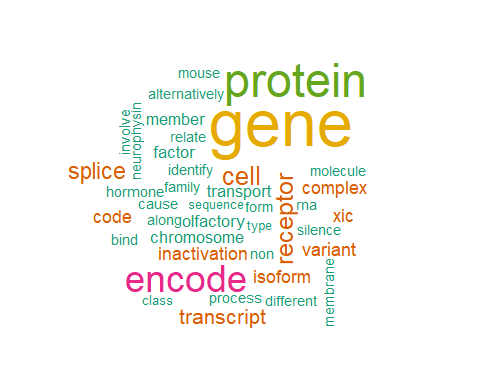 mouse
protein
alternatively
gene
involve
neurophysin
member
relate
factor
splice
identify
cell
molecule
hormone
family
transport
receptor
complex
cause
sequence
form
rna
code
along
olfactory
type
xic
silence
bind
chromosome
inactivation
non
variant
encode
isoform
membrane
class
process
different
transcript